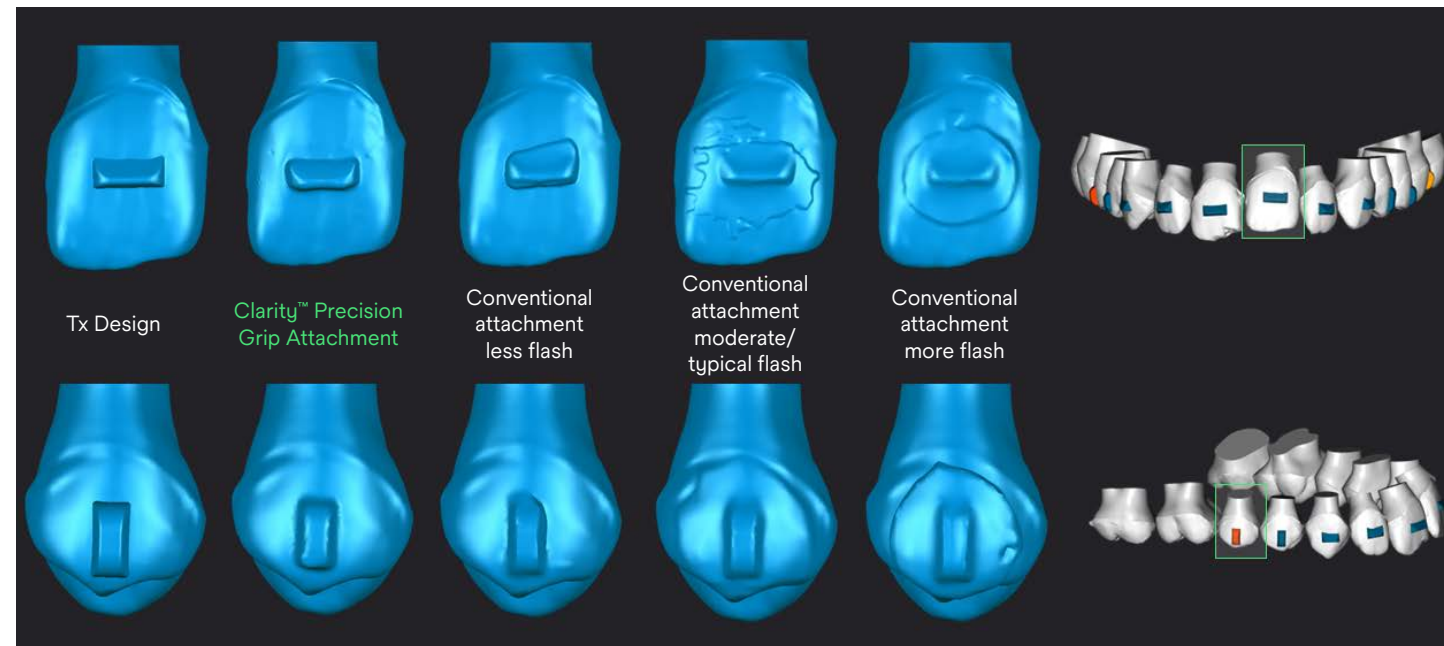 Tx Design
Clarity™ Precision
Grip Attachment
Conventional
attachment
less flash
Conventional
attachment
moderate/
typical flash
Conventional
attachment
more flash